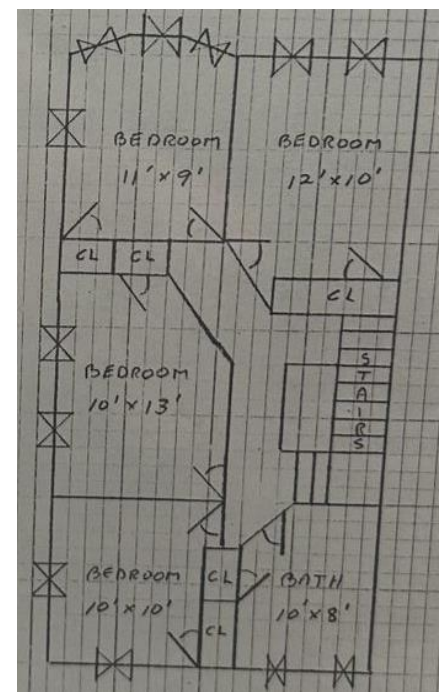 BEDROOM
11'x9'
BEDROOM
12'x10'
CL
CL
CL
BEDROOM
10'x13'
STAIRS
BEDROOM
10'x10'
CL
CL
BATH
10'x8'